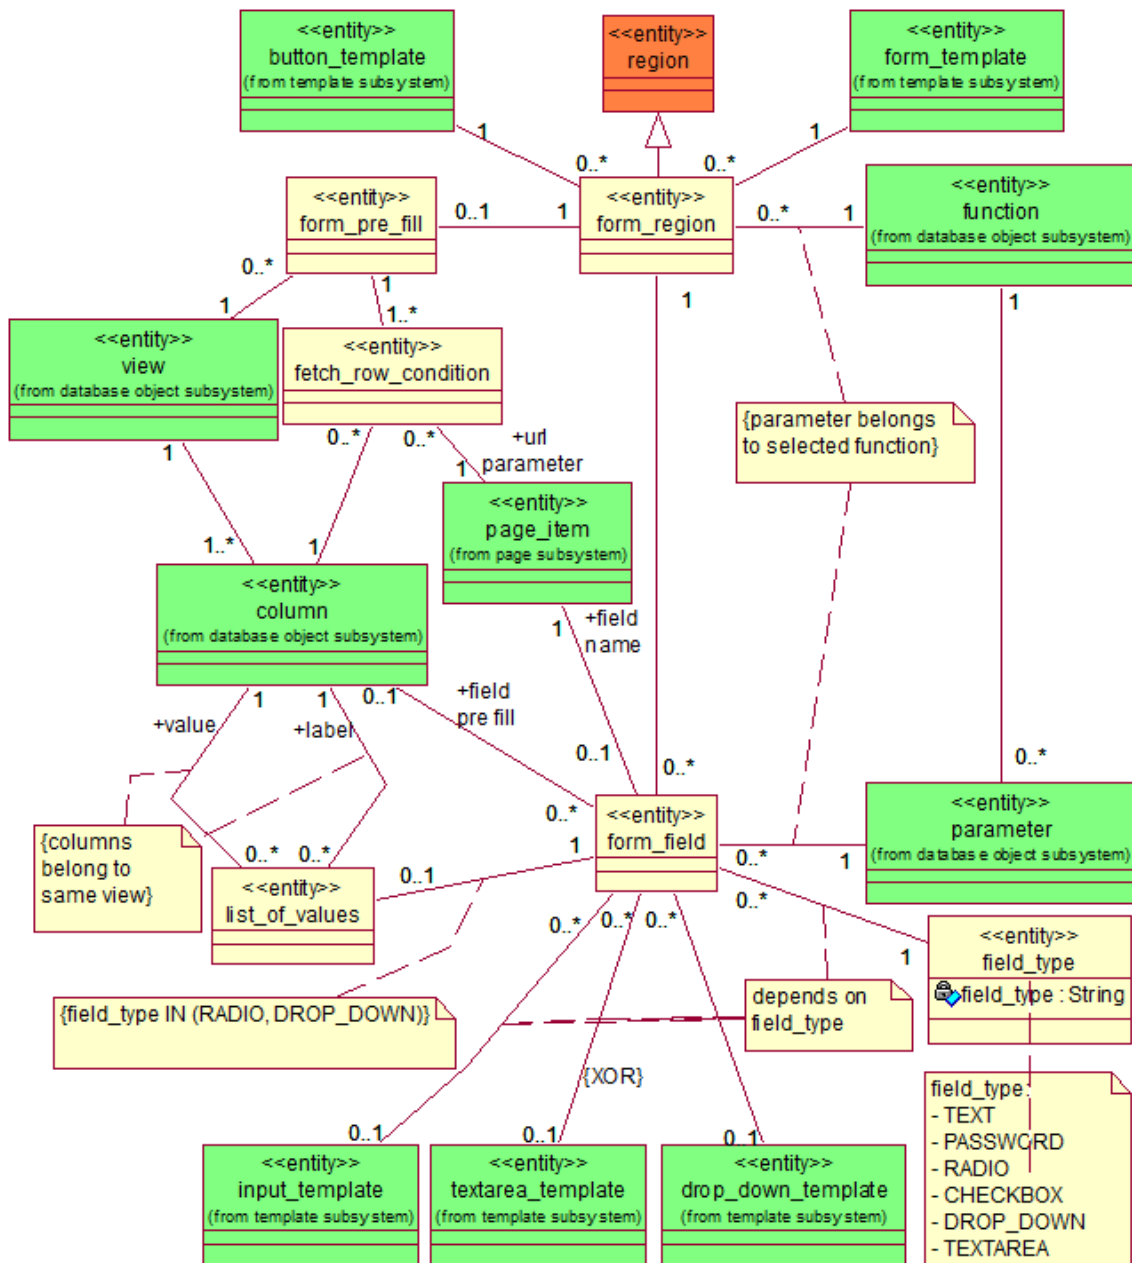 <<entity>>
button_template
(from template subsystem)
<<entity>>
region
<<entity>>
form_template
(from template subsystem)
1
0..*
0..*
1
<<entity>>
form_pre_fill
0..1
1
<<entity>>
form_region
0..*
1
<<entity>>
function
(from database object subsystem)
0..*
1
1
1..*
1
1
<<entity>>
view
(from database object subsystem)
<<entity>>
fetch_row_condition
1
0..*
0..*
+url
parameter
1
{parameter belongs
to selected function}
<<entity>>
page_item
(from page subsystem)
1..*
1
<<entity>>
column
(from database object subsystem)
+field
name
1
1
1
0..1
+value
+label
+field
pre fill
0..1
0..*
0..*
0..*
<<entity>>
form_field
<<entity>>
parameter
(from database object subsystem)
{columns
belong to
same view}
0..*
0..*
1
0..*
1
0..1
<<entity>>
list_of_values
0..*
0..*
0..*
0..*
1
<<entity>>
field_type
field_type : String
{field_type IN (RADIO, DROP_DOWN)}
depends on
field_type
{XOR}
field_type:
- TEXT
- PASSWORD
- RADIO
- CHECKBOX
- DROP_DOWN
- TEXTAREA
0..1
0..1
0..1
<<entity>>
input_template
(from template subsystem)
<<entity>>
textarea_template
(from template subsystem)
<<entity>>
drop_down_template
(from template subsystem)